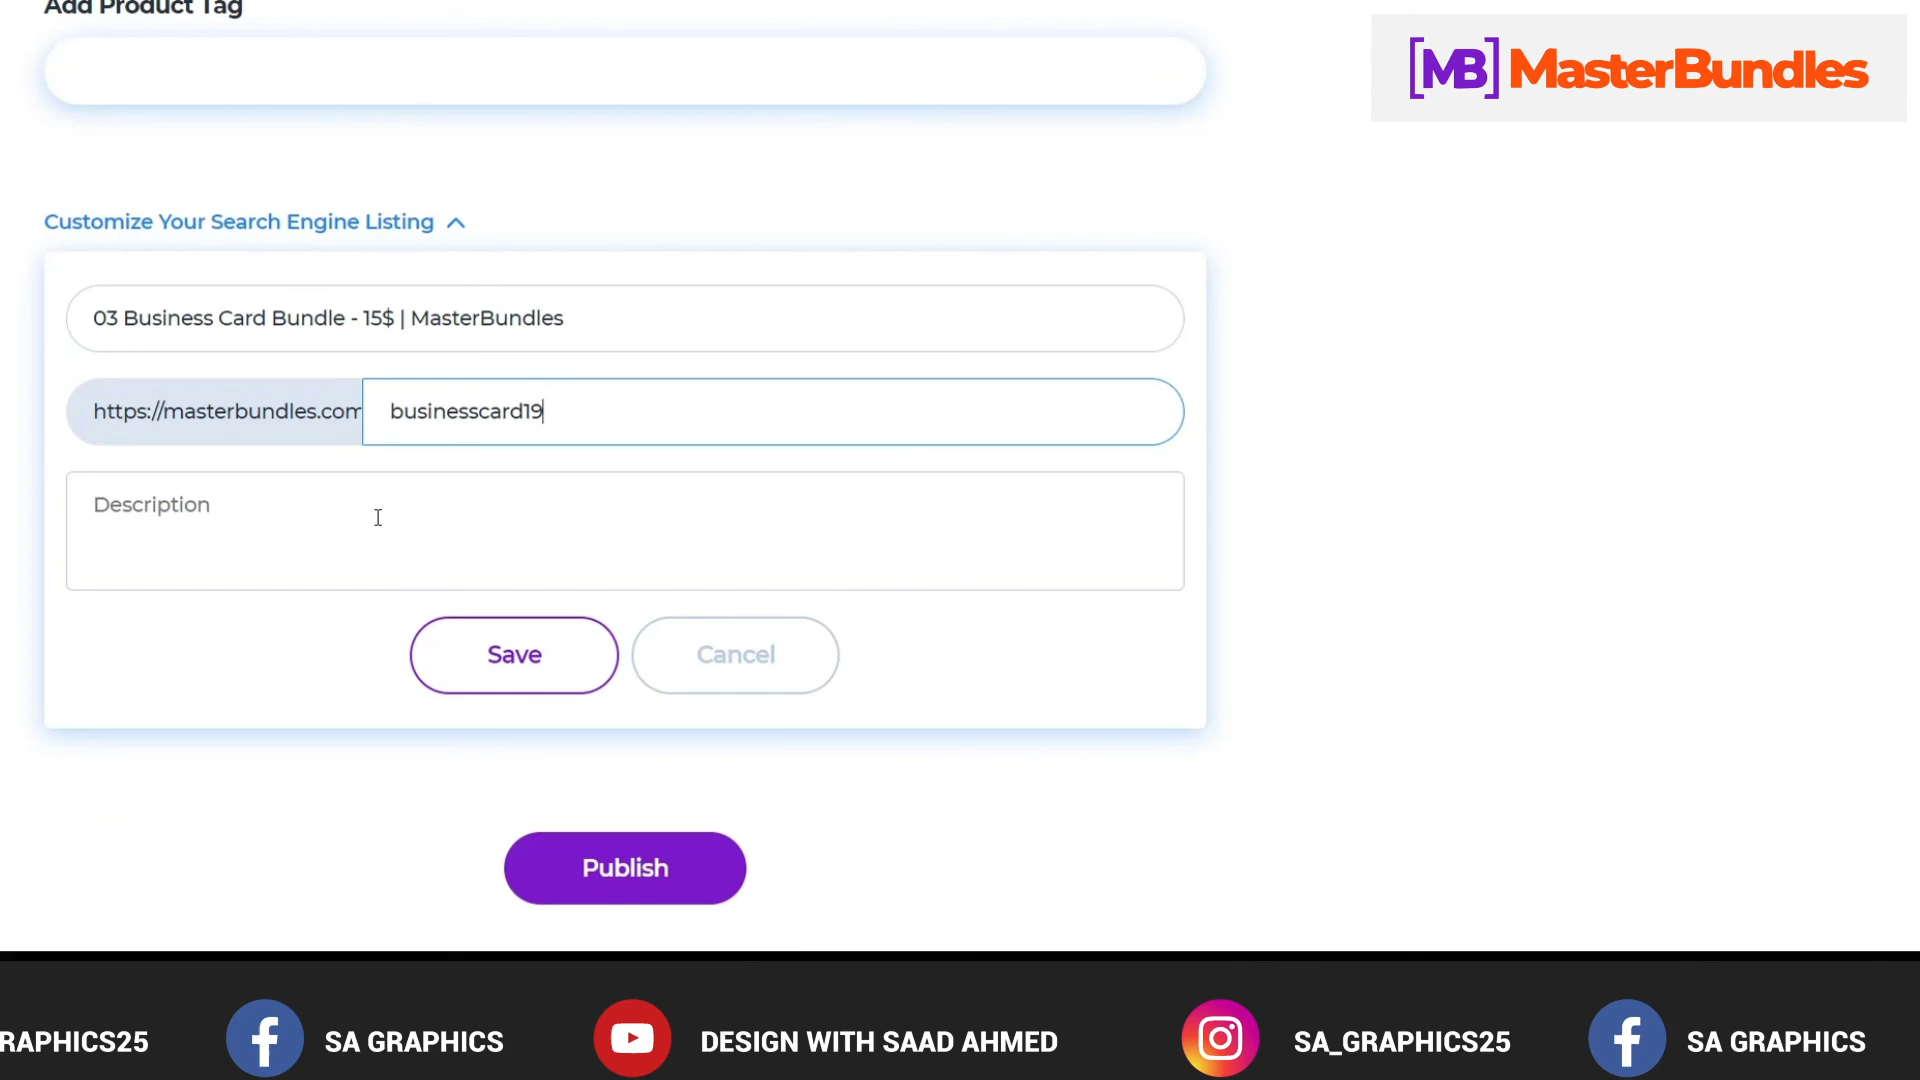 Add Product Tag
[MB] MasterBundles
Customize Your Search Engine Listing
03 Business Card Bundle - 15$ | MasterBundles
https://masterbundles.com
businesscard19
Description
Save
Cancel
Publish
RAPHICS25
SA GRAPHICS
DESIGN WITH SAAD AHMED
SA_GRAPHICS25
SA GRAPHICS